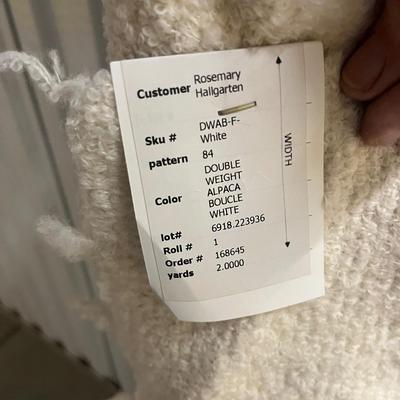 Customer Rosemary
Hallgarten
Sku # DWAB-F-
White
pattern 84
Color DOUBLE
WEIGHT
ALPACA
BOUCLE
WHITE
lot# 6918.223936
Roll # 1
Order # 168645
yards 2.0000
WIDTH